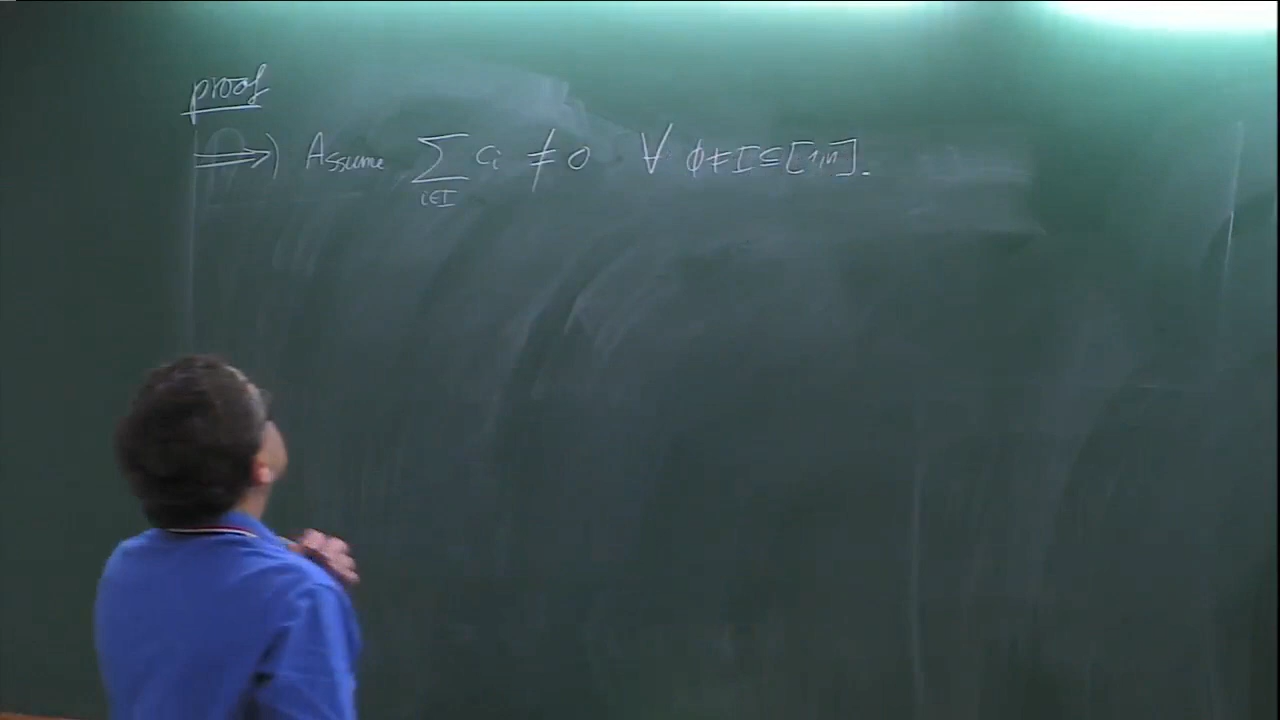 proof
⟹) Assume ∑_{i∈I} c_i ≠ 0 ∀ ∅≠I⊆[1,n].